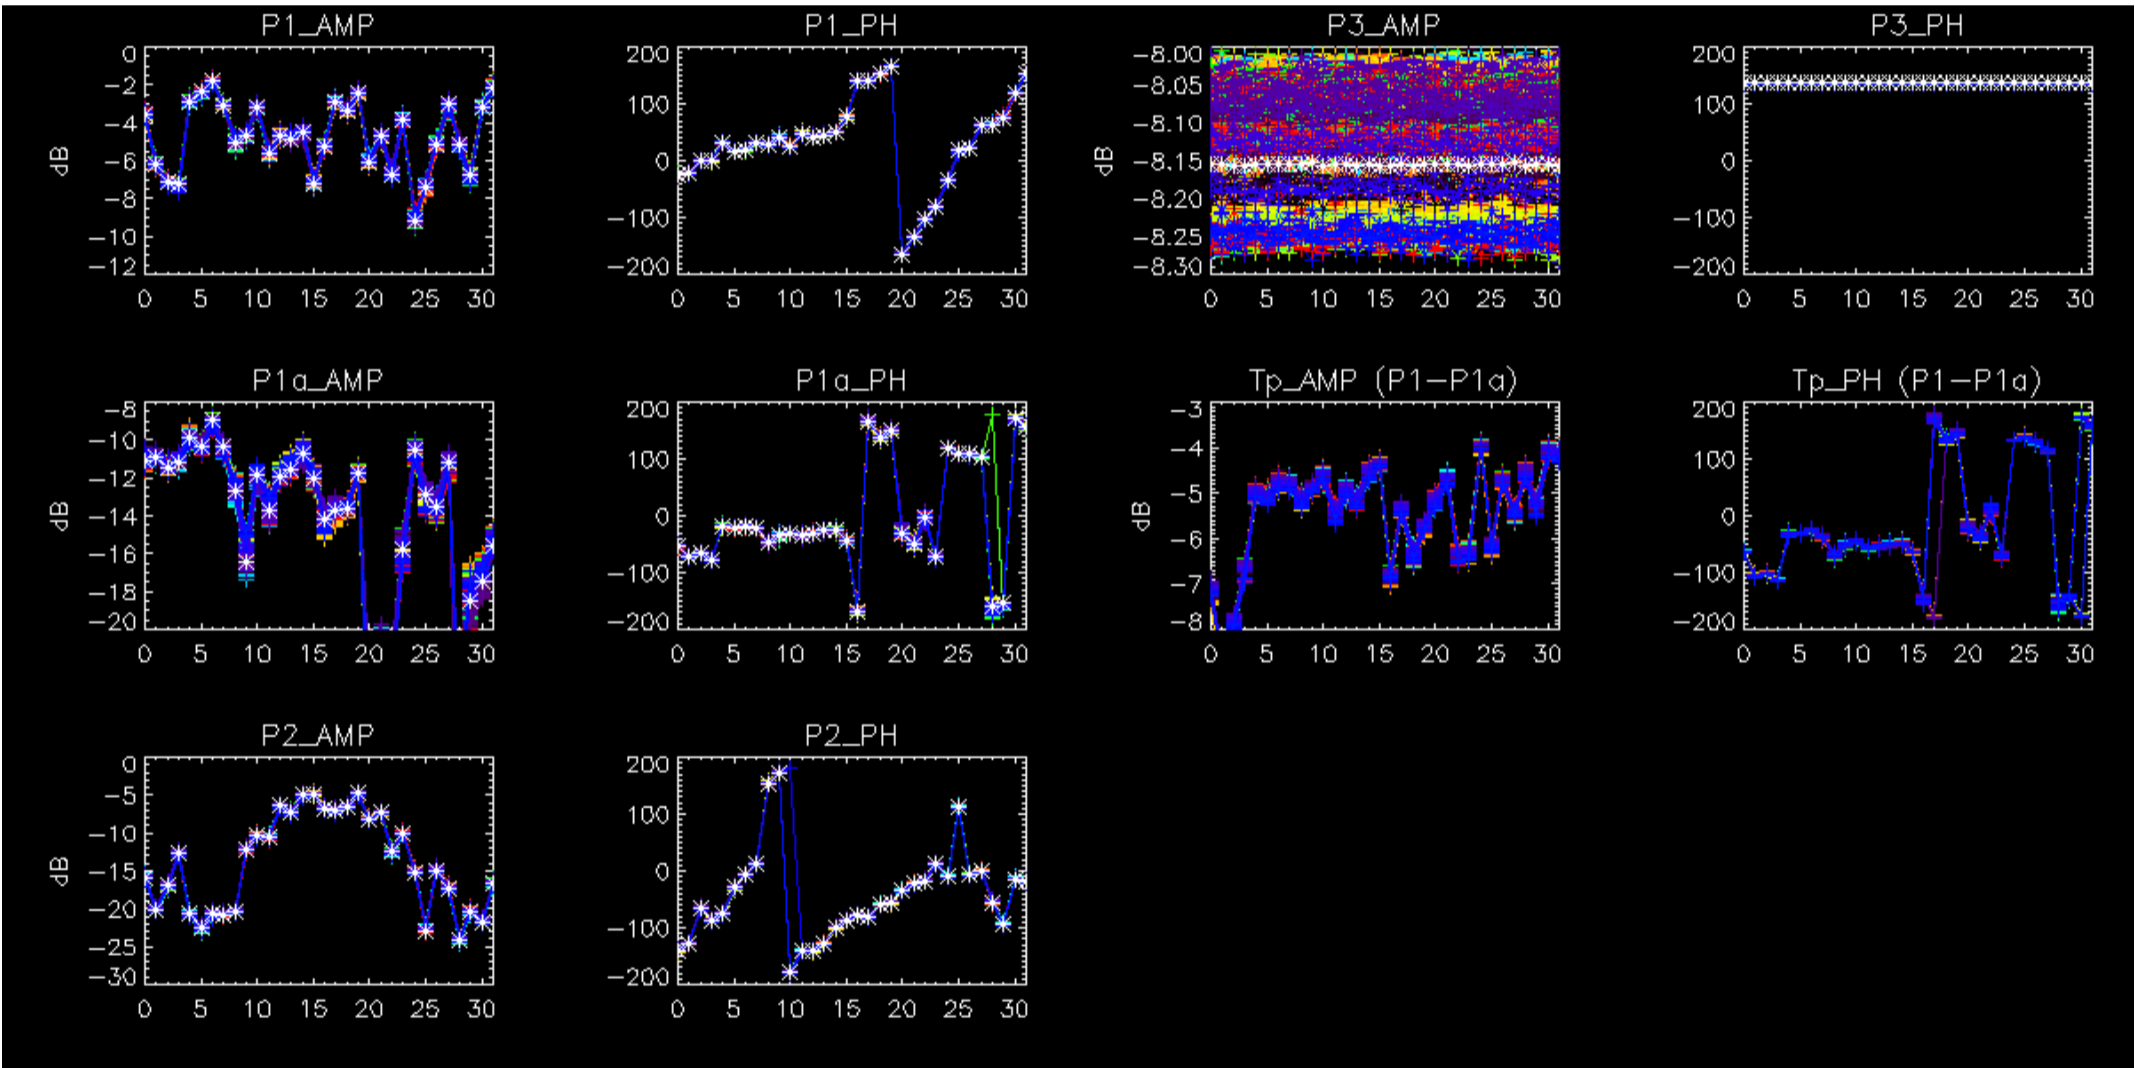 P1_AMP
0
−2
−4
−6
−8
−10
−12
dB
0 5 10 15 20 25 30
P1_PH
200
100
0
−100
−200
0 5 10 15 20 25 30
P3_AMP
−8.00
−8.05
−8.10
−8.15
−8.20
−8.25
−8.30
dB
0 5 10 15 20 25 30
P3_PH
200
100
0
−100
−200
0 5 10 15 20 25 30
P1a_AMP
−8
−10
−12
−14
−16
−18
−20
dB
0 5 10 15 20 25 30
P1a_PH
200
100
0
−100
−200
0 5 10 15 20 25 30
Tp_AMP (P1−P1a)
−3
−4
−5
−6
−7
−8
dB
0 5 10 15 20 25 30
Tp_PH (P1−P1a)
200
100
0
−100
−200
0 5 10 15 20 25 30
P2_AMP
0
−5
−10
−15
−20
−25
−30
dB
0 5 10 15 20 25 30
P2_PH
200
100
0
−100
−200
0 5 10 15 20 25 30